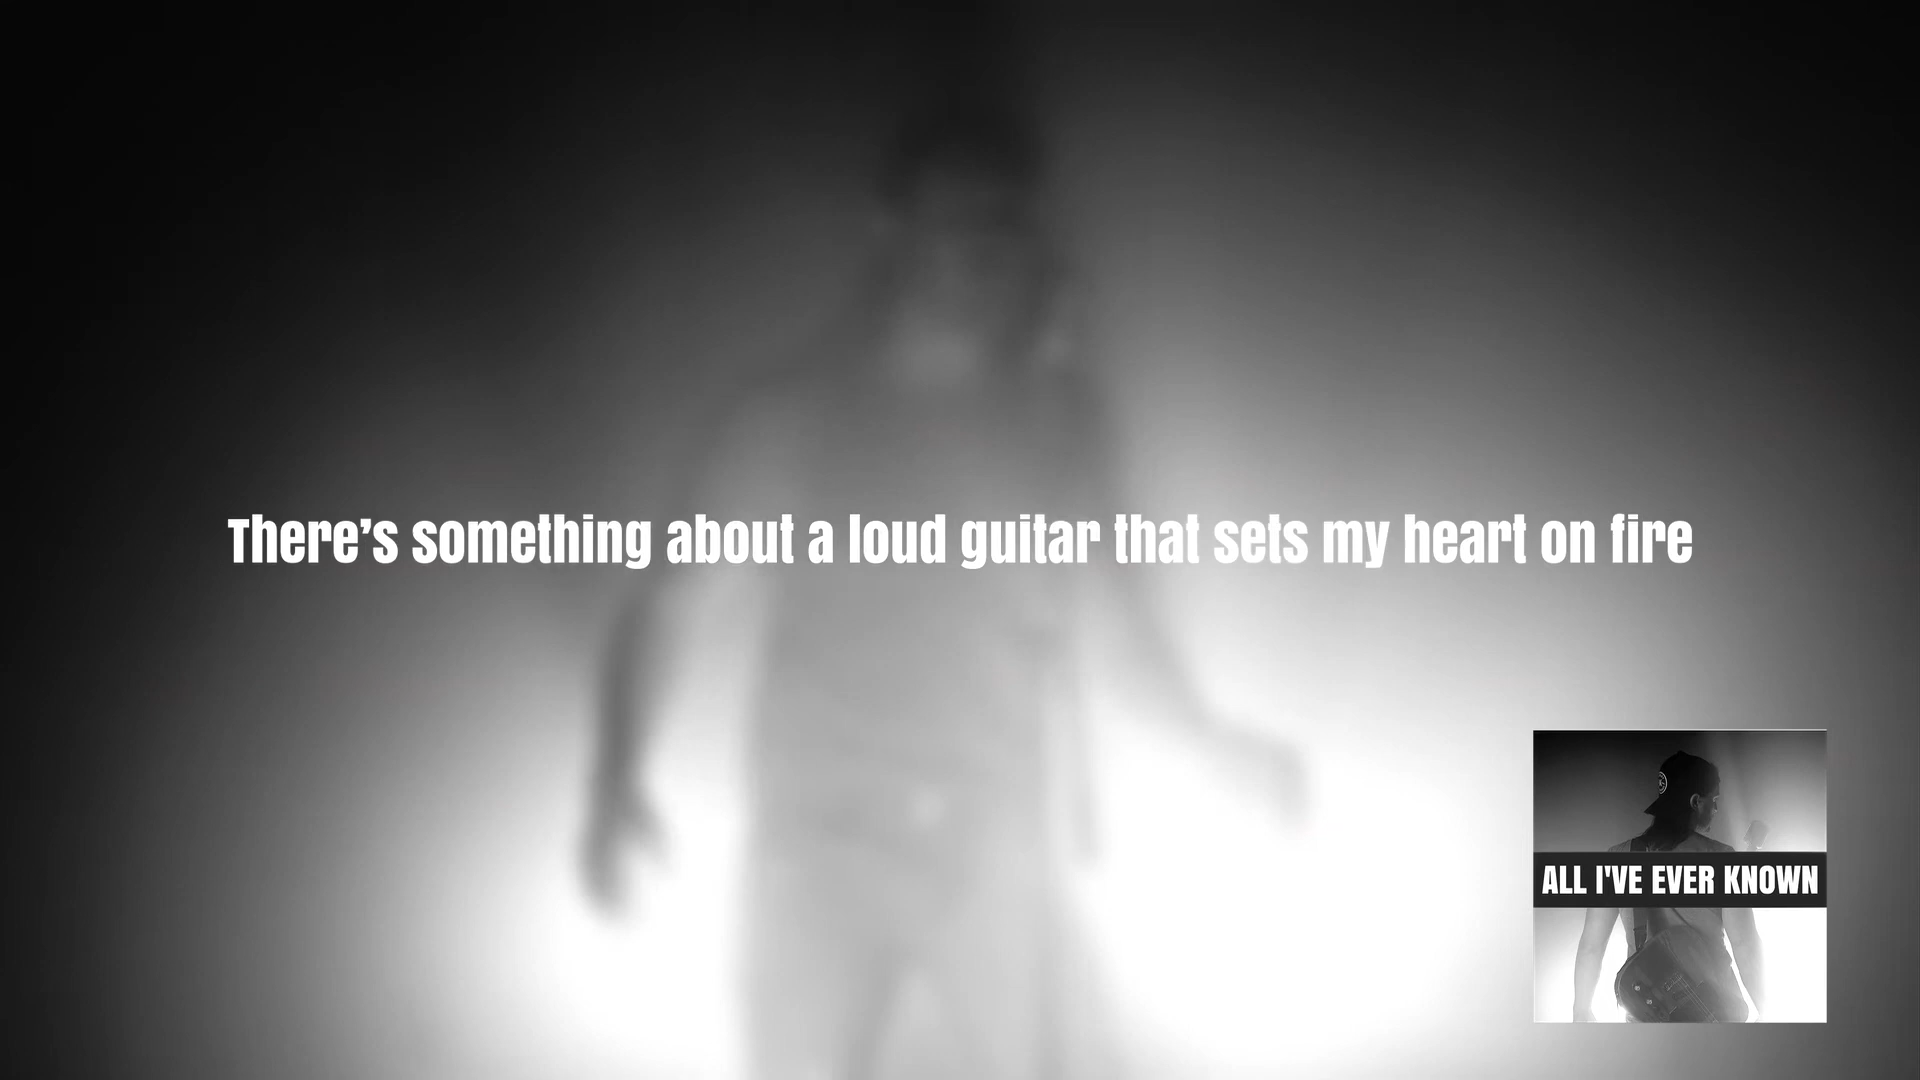 There’s something about a loud guitar that sets my heart on fire
ALL I'VE EVER KNOWN